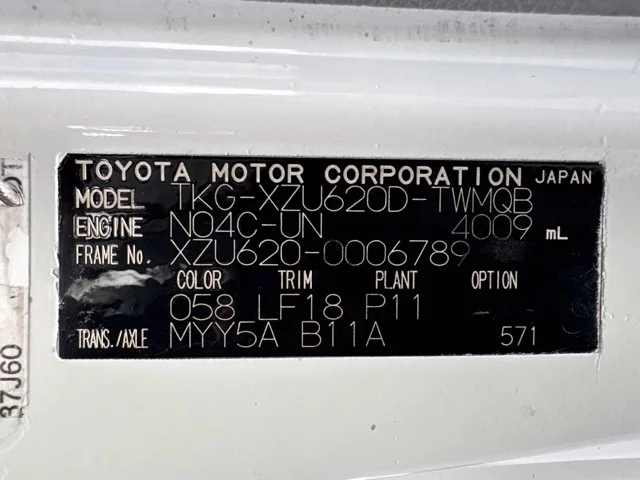 TOYOTA MOTOR CORPORATION JAPAN
MODEL TKG-XZU620D-TWMQB
ENGINE N04C-UN 4009 mL
FRAME No. XZU620-0006789
COLOR TRIM PLANT OPTION
058 LF18 P11
TRANS./AXLE MYY5A B11A 571
37J60